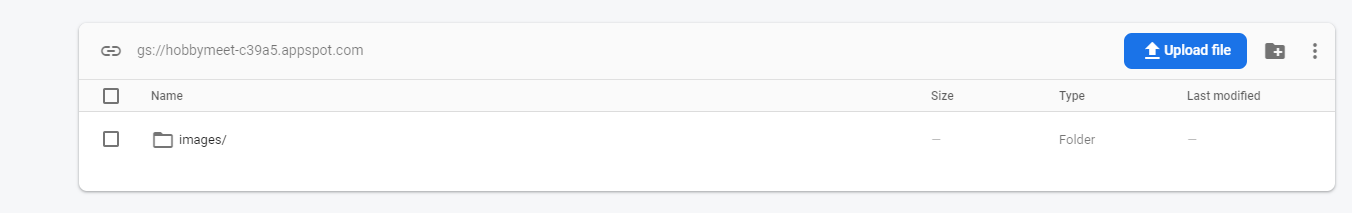 gs://hobbymeet-c39a5.appspot.com
Upload file
Name Size Type Last modified
images/ — Folder —